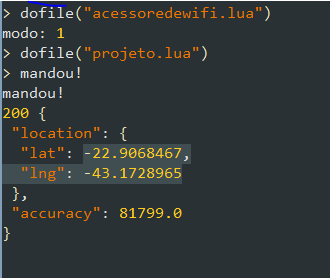 > dofile("acessoredewifi.lua")
modo: 1
> dofile("projeto.lua")
> mandou!
mandou!
200 {
"location": {
"lat": -22.9068467,
"lng": -43.1728965
},
"accuracy": 81799.0
}